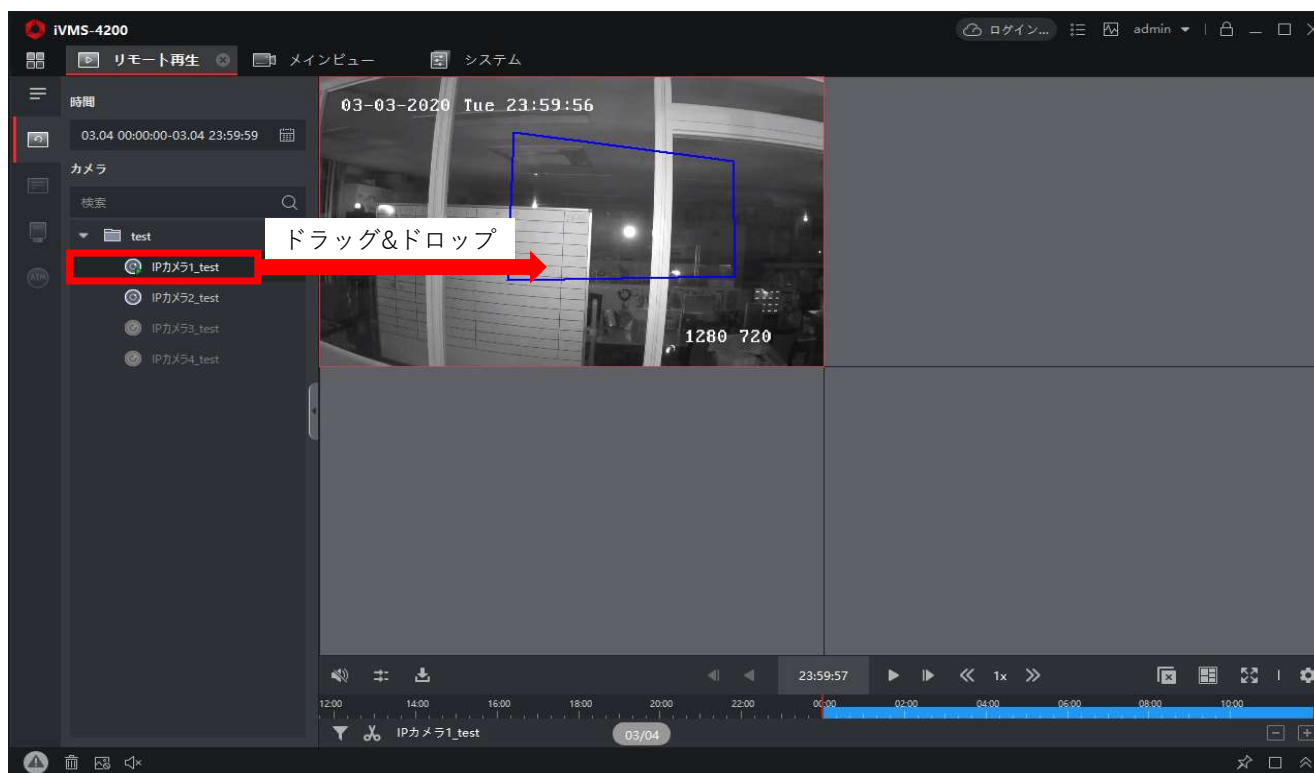 iVMS-4200
ログイン...
admin
リモート再生
メインビュー
システム
時間
03.04 00:00:00-03.04 23:59:59
カメラ
検索
test
IPカメラ1_test
IPカメラ2_test
IPカメラ3_test
IPカメラ4_test
ATM
03-03-2020 Tue 23:59:56
ドラッグ&ドロップ
1280 720
23:59:57
1x
12:00 14:00 16:00 18:00 20:00 22:00 00:00 02:00 04:00 06:00 08:00 10:00
IPカメラ1_test
03/04